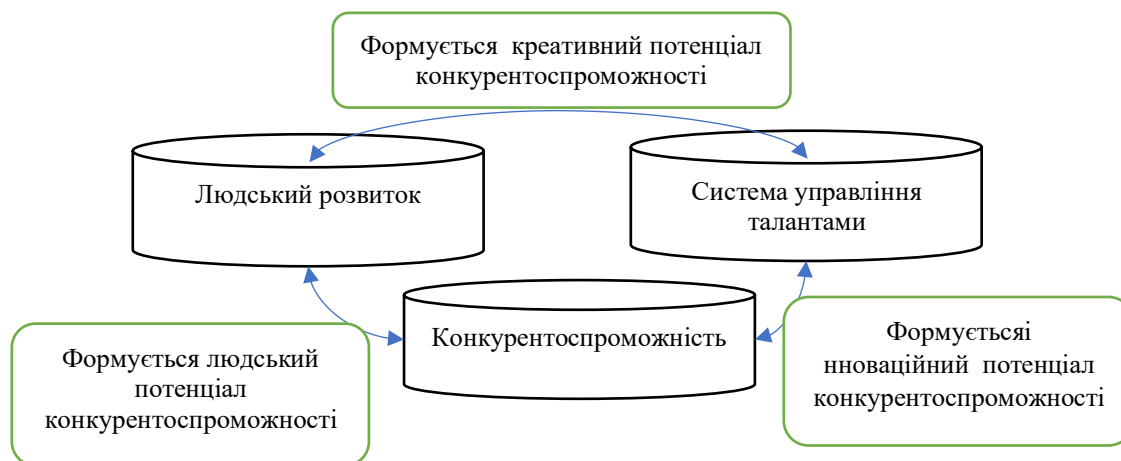 Формується креативний потенціал
конкурентоспроможності
Людський розвиток
Система управління
талантами
Конкурентоспроможність
Формується людський
потенціал
конкурентоспроможності
Формуєтьсяі
нноваційний потенціал
конкурентоспроможності